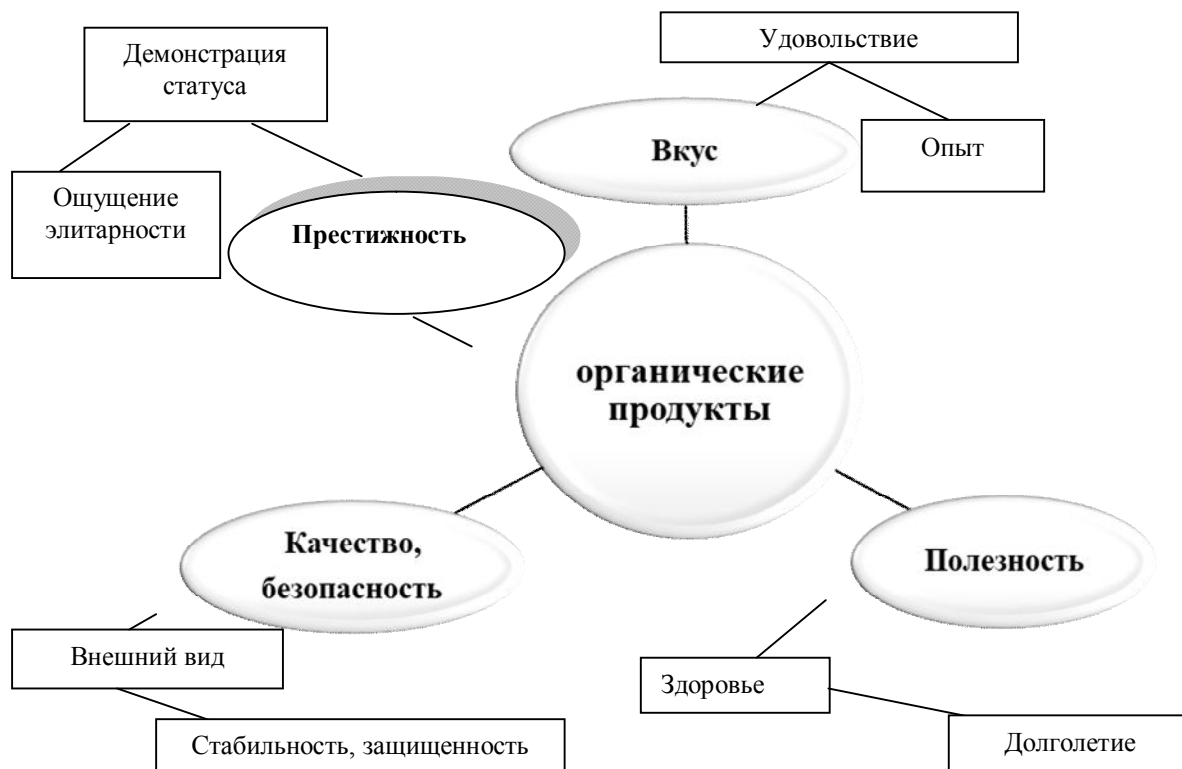 Демонстрация
статуса
Удовольствие
Вкус
Опыт
Ощущение
элитарности
Престижность
органические
продукты
Качество,
безопасность
Полезность
Внешний вид
Здоровье
Стабильность, защищенность
Долголетие